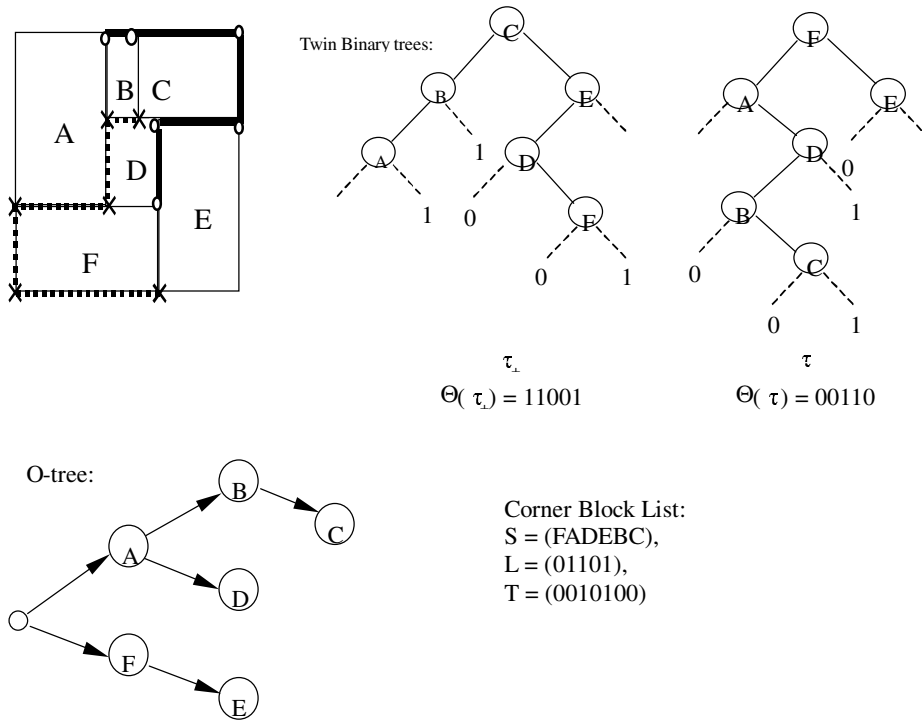 A
B
C
D
E
F
Twin Binary trees:
C
B
E
A
1
D
1
0
F
0
1
τ±
Θ( τ±) = 11001
F
A
E
D
0
B
1
0
C
0
1
τ
Θ( τ) = 00110
O-tree:
B
C
A
D
F
E
Corner Block List:
S = (FADEBC),
L = (01101),
T = (0010100)